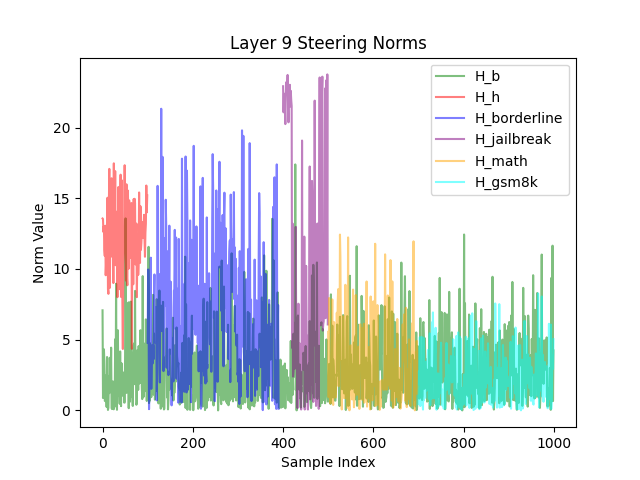 Layer 9 Steering Norms
Norm Value
20
15
10
5
0
H_b
H_h
H_borderline
H_jailbreak
H_math
H_gsm8k
0 200 400 600 800 1000
Sample Index